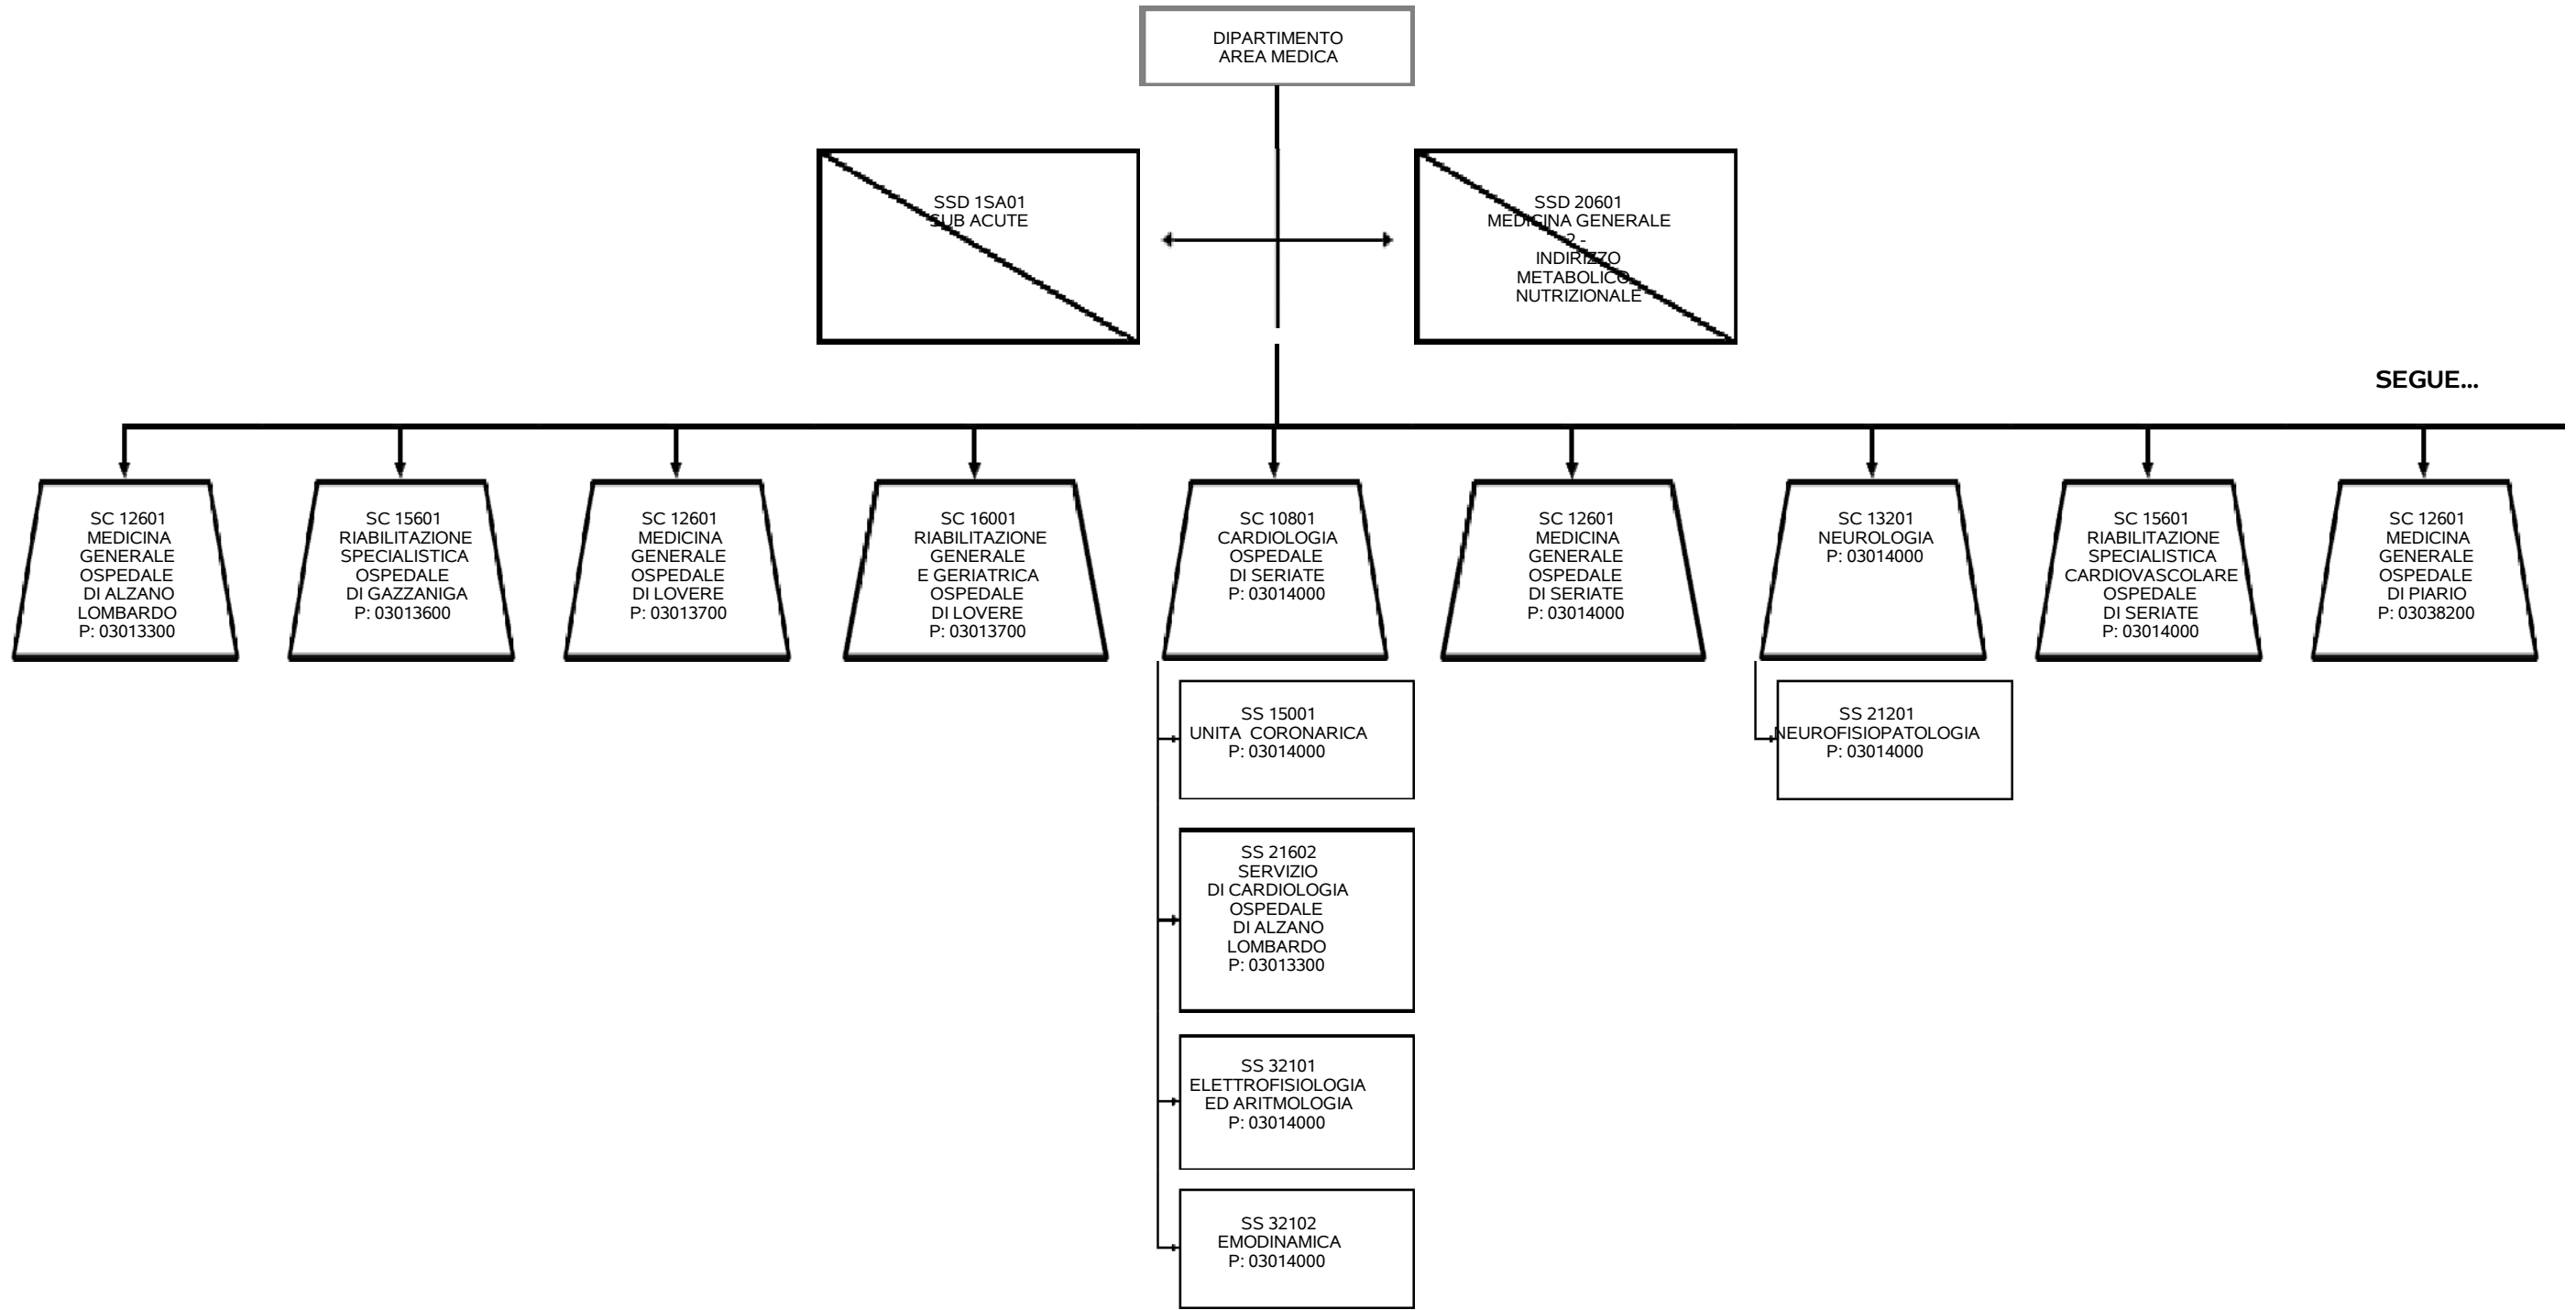 DIPARTIMENTO
AREA MEDICA
SSD 1SA01
SUB ACUTE
SSD 20601
MEDICINA GENERALE
2 -
INDIRIZZO
METABOLICO
NUTRIZIONALE
SEGUE...
SC 12601
MEDICINA
GENERALE
OSPEDALE
DI ALZANO
LOMBARDO
P: 03013300
SC 15601
RIABILITAZIONE
SPECIALISTICA
OSPEDALE
DI GAZZANIGA
P: 03013600
SC 12601
MEDICINA
GENERALE
OSPEDALE
DI LOVERE
P: 03013700
SC 16001
RIABILITAZIONE
GENERALE
E GERIATRICA
OSPEDALE
DI LOVERE
P: 03013700
SC 10801
CARDIOLOGIA
OSPEDALE
DI SERIATE
P: 03014000
SC 12601
MEDICINA
GENERALE
OSPEDALE
DI SERIATE
P: 03014000
SC 13201
NEUROLOGIA
P: 03014000
SC 15601
RIABILITAZIONE
SPECIALISTICA
CARDIOVASCOLARE
OSPEDALE
DI SERIATE
P: 03014000
SC 12601
MEDICINA
GENERALE
OSPEDALE
DI PIARIO
P: 03038200
SS 15001
UNITA CORONARICA
P: 03014000
SS 21602
SERVIZIO
DI CARDIOLOGIA
OSPEDALE
DI ALZANO
LOMBARDO
P: 03013300
SS 32101
ELETTROFISIOLOGIA
ED ARITMOLOGIA
P: 03014000
SS 32102
EMODINAMICA
P: 03014000
SS 21201
NEUROFISIOPATOLOGIA
P: 03014000